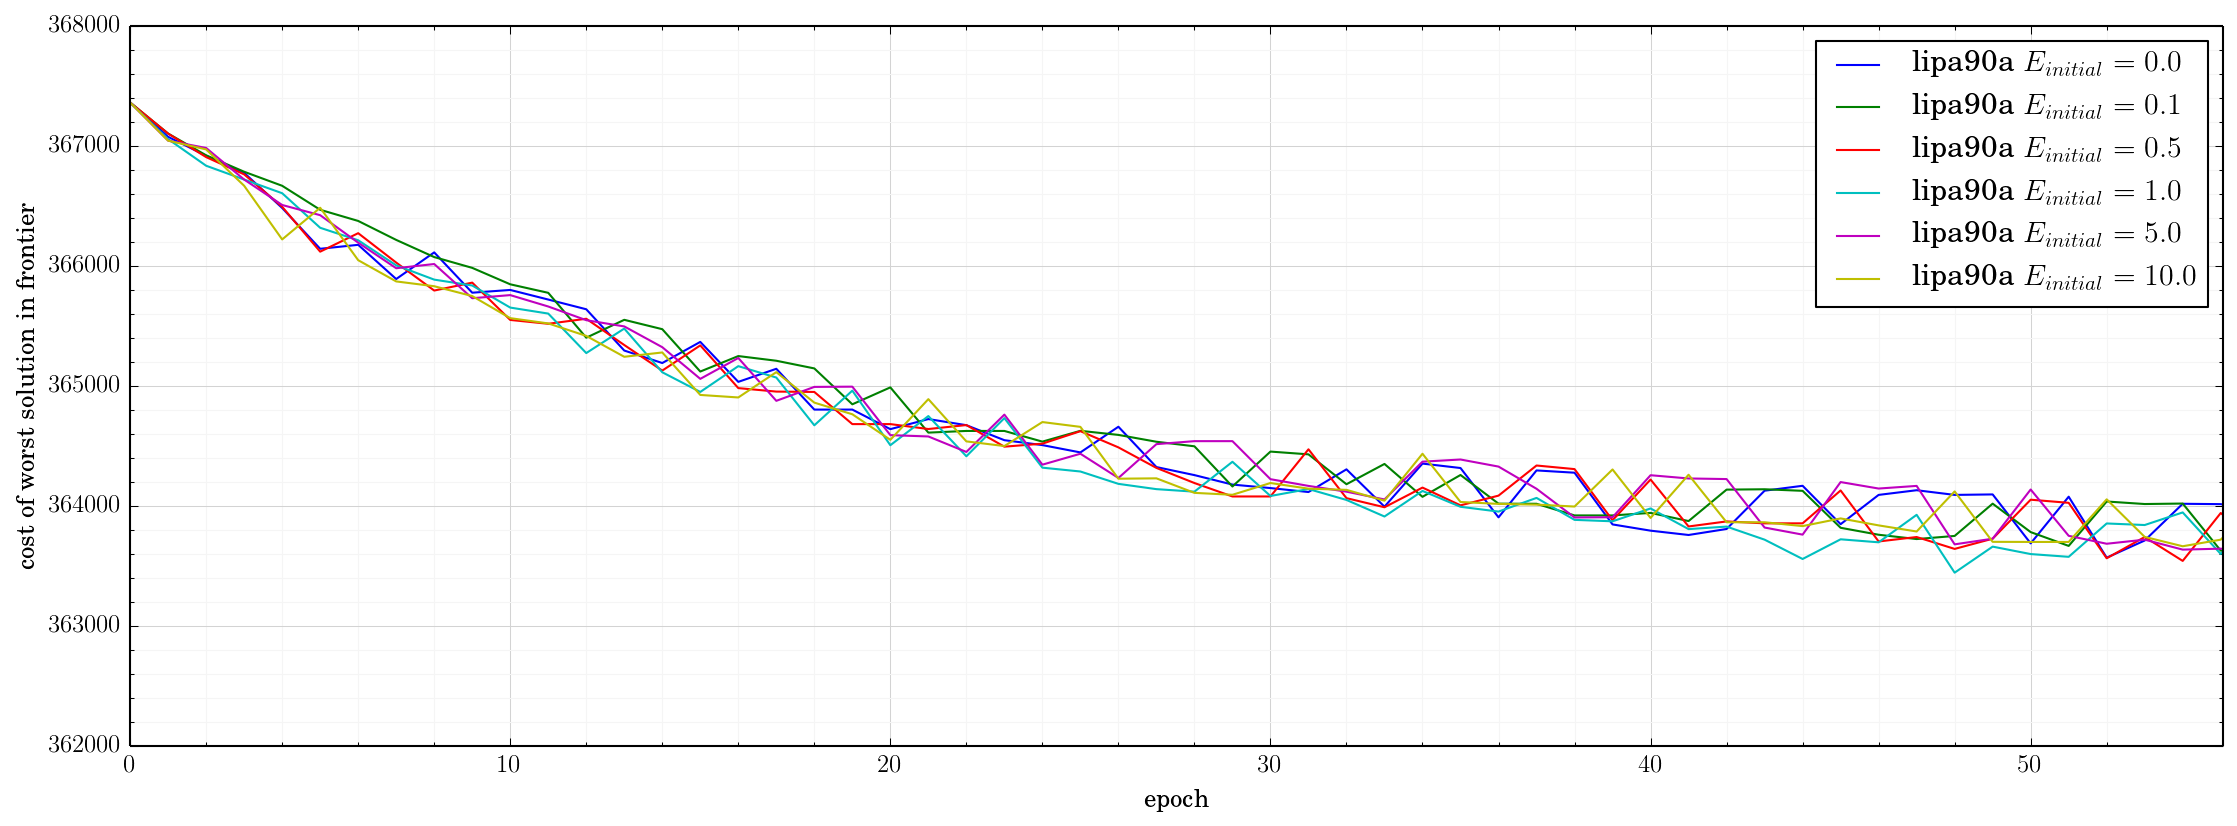 368000
367000
366000
365000
364000
363000
362000
cost of worst solution in frontier
0 10 20 30 40 50
epoch
lipa90a E_initial = 0.0
lipa90a E_initial = 0.1
lipa90a E_initial = 0.5
lipa90a E_initial = 1.0
lipa90a E_initial = 5.0
lipa90a E_initial = 10.0